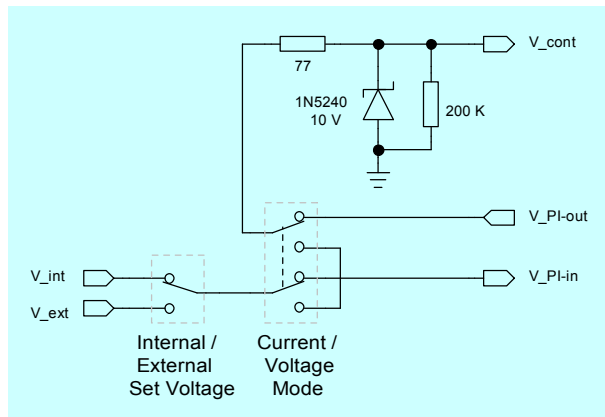 V_cont
77
1N5240
10 V
200 K
V_PI-out
V_int
V_PI-in
V_ext
Internal /
External
Set Voltage
Current /
Voltage
Mode